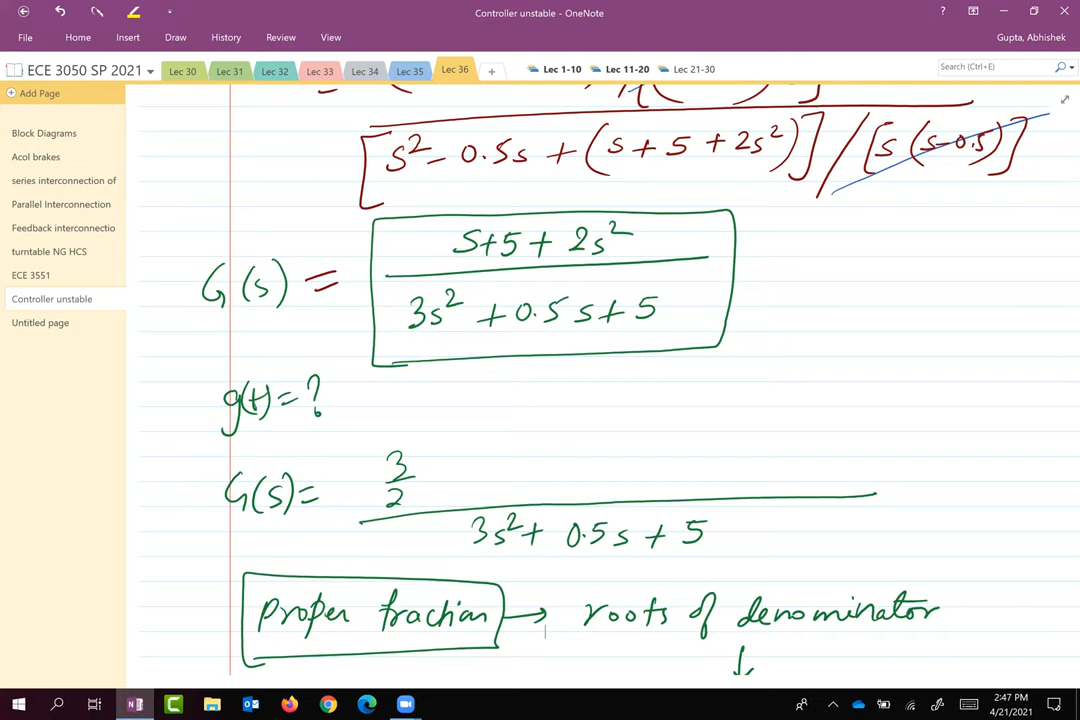 Controller unstable - OneNote
Gupta, Abhishek
File Home Insert Draw History Review View
ECE 3050 SP 2021
Lec 30 Lec 31 Lec 32 Lec 33 Lec 34 Lec 35 Lec 36 Lec 1-10 Lec 11-20 Lec 21-30
Search (Ctrl+E)
Add Page
Block Diagrams
Acol brakes
series interconnection of
Parallel Interconnection
Feedback interconnectio
turntable NG HCS
ECE 3551
Controller unstable
Untitled page
[s² - 0.5s + (s + 5 + 2s²)] / [s (s - 0.5)]
s + 5 + 2s²
G(s) =
3s² + 0.5s + 5
g(t) = ?
3
G(s) =
2
3s² + 0.5s + 5
Proper fraction → roots of denominator
↓
2:47 PM
4/21/2021